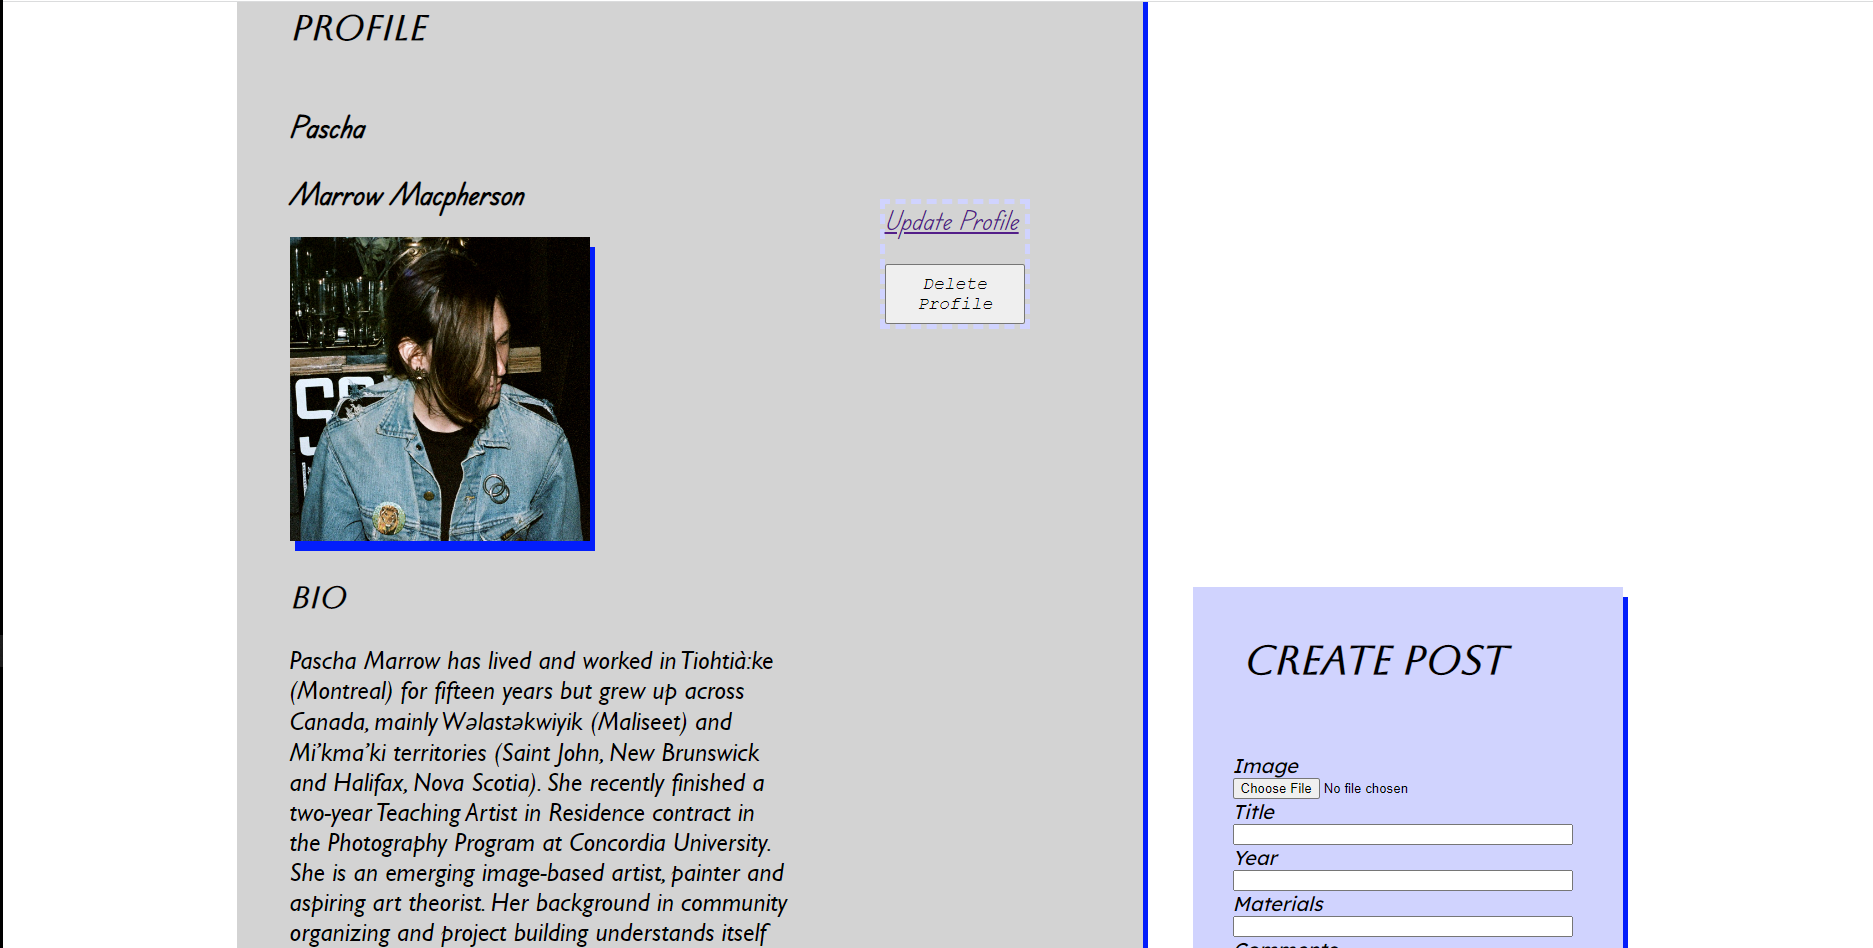 PROFILE
Pascha
Marrow Macpherson
Update Profile
Delete
Profile
BIO
Pascha Marrow has lived and worked in Tiohtià:ke
(Montreal) for fifteen years but grew up across
Canada, mainly Wəlastəkwiyik (Maliseet) and
Mi’kma’ki territories (Saint John, New Brunswick
and Halifax, Nova Scotia). She recently finished a
two-year Teaching Artist in Residence contract in
the Photography Program at Concordia University.
She is an emerging image-based artist, painter and
aspiring art theorist. Her background in community
organizing and project building understands itself
CREATE POST
Image
Choose File No file chosen
Title
Year
Materials
Comments